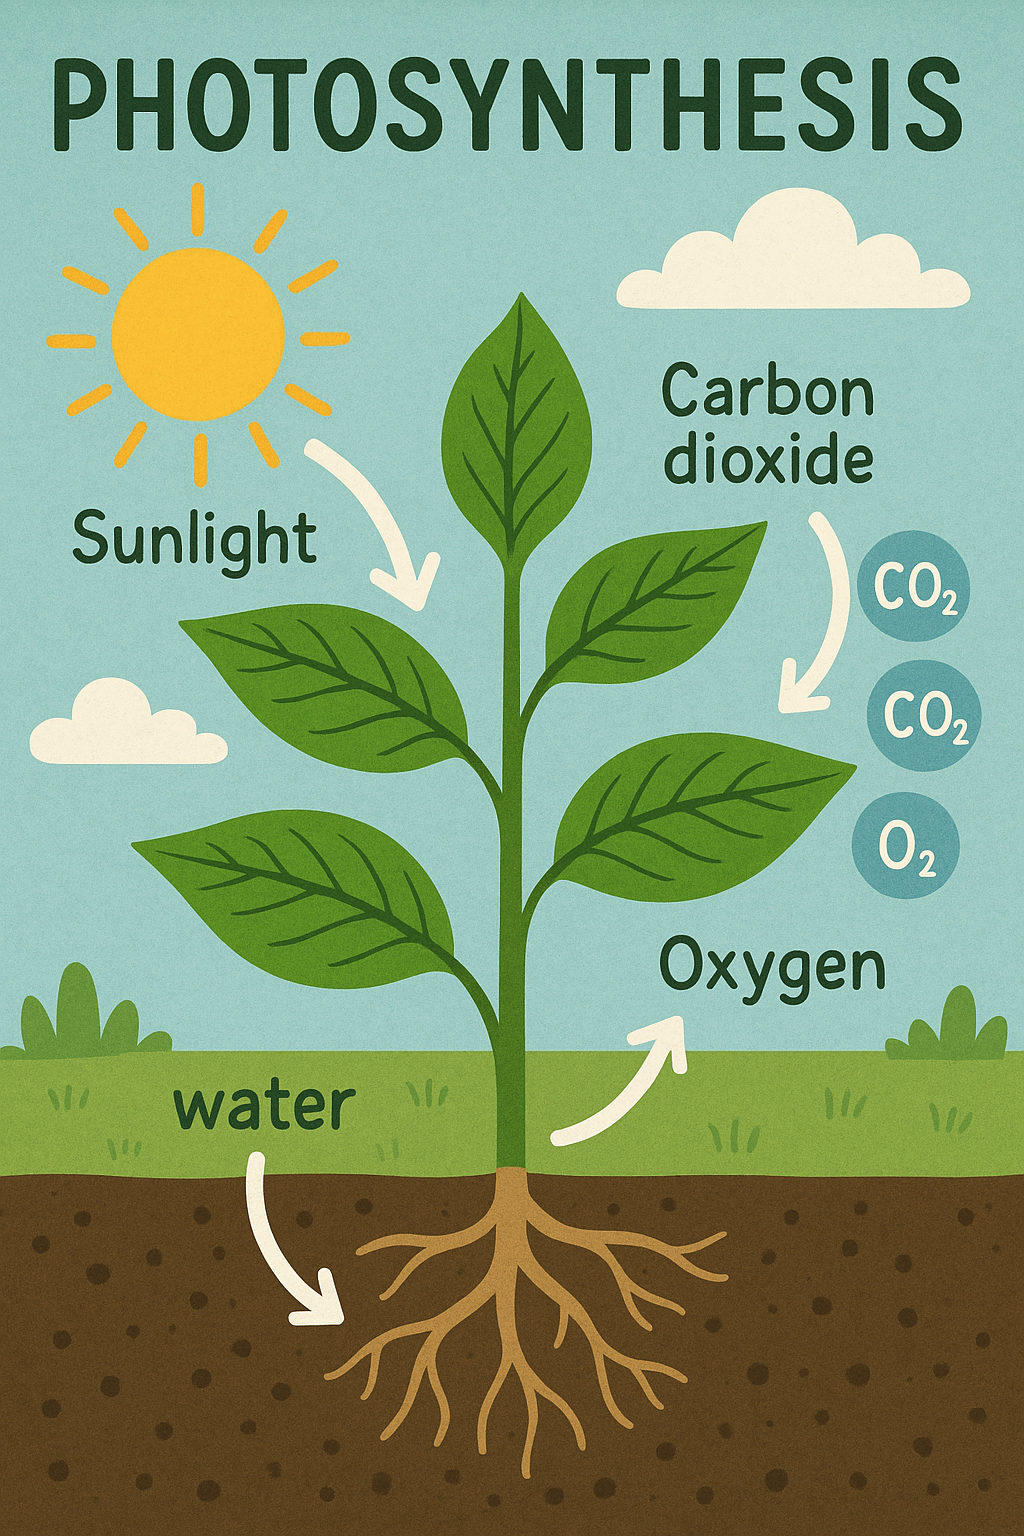 PHOTOSYNTHESIS
Carbon
dioxide
Sunlight
CO₂
CO₂
O₂
Oxygen
water